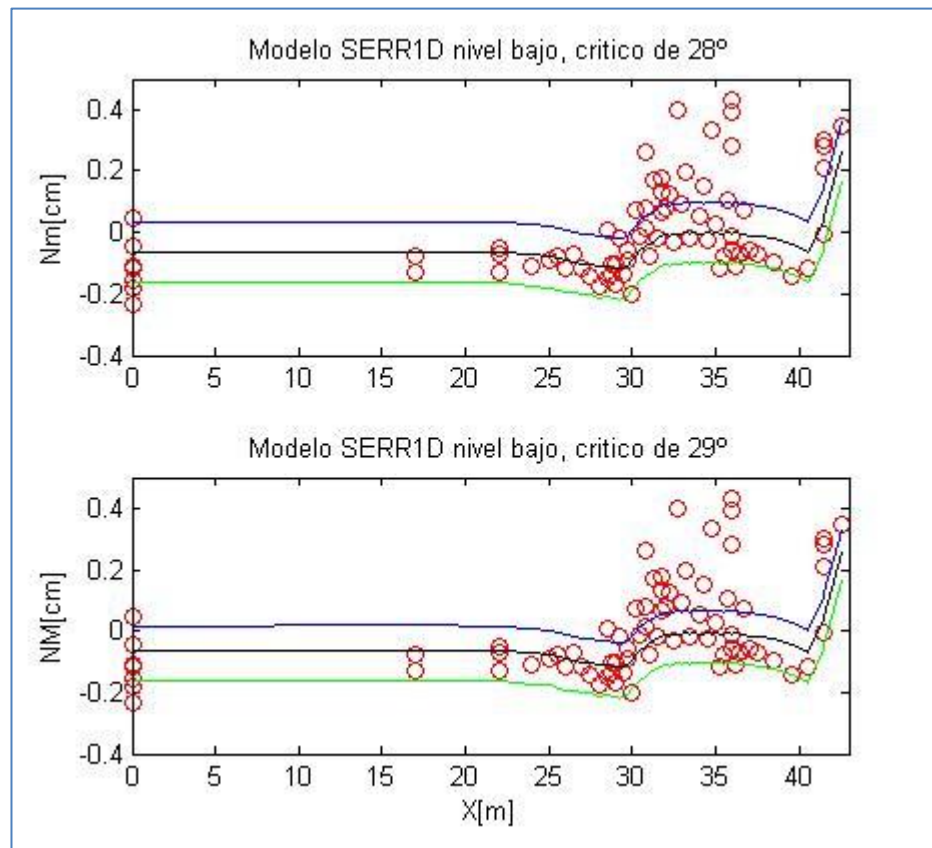 Modelo SERR1D nivel bajo, critico de 28º
Nm[cm]
0.4
0.2
0
-0.2
-0.4
0 5 10 15 20 25 30 35 40
Modelo SERR1D nivel bajo, critico de 29º
NM[cm]
0.4
0.2
0
-0.2
-0.4
0 5 10 15 20 25 30 35 40
X[m]